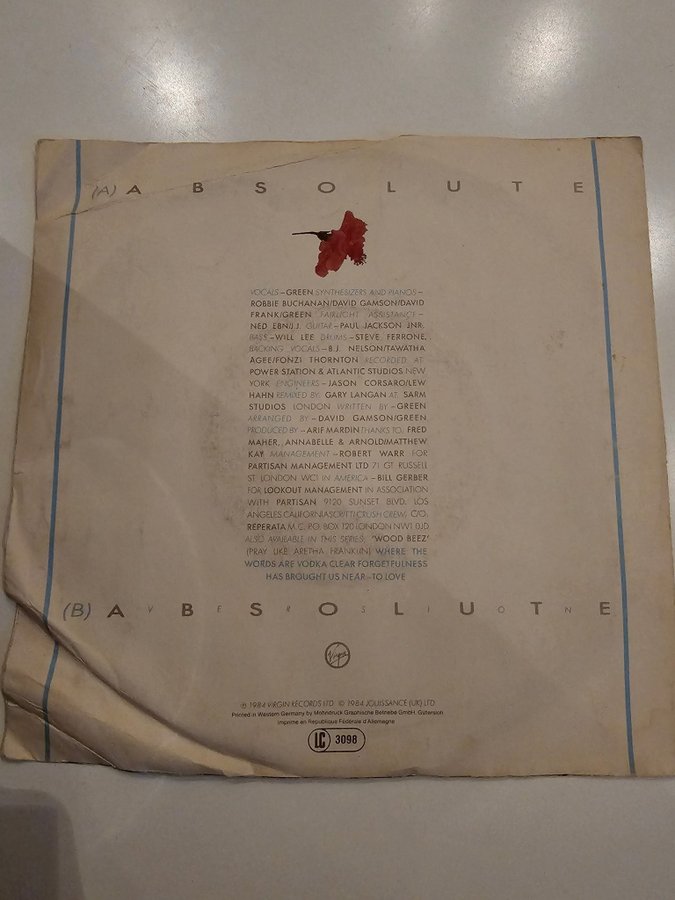 (A) ABSOLUTE
VOCALS – GREEN SYNTHESIZERS AND PIANOS –
ROBBIE BUCHANAN/DAVID GAMSON/DAVID
FRANK/GREEN FAIRLIGHT ASSISTANCE –
NED EBN/J.J. GUITAR – PAUL JACKSON JNR.
BASS – WILL LEE DRUMS – STEVE FERRONE.
BACKING VOCALS – B.J. NELSON/TAWATHA
AGEE/FONZI THORNTON RECORDED AT
POWER STATION & ATLANTIC STUDIOS NEW
YORK ENGINEERS – JASON CORSARO/LEW
HAHN REMIXED BY: GARY LANGAN AT: SARM
STUDIOS LONDON WRITTEN BY – GREEN
ARRANGED BY – DAVID GAMSON/GREEN
PRODUCED BY – ARIF MARDIN THANKS TO: FRED
MAHER, ANNABELLE & ARNOLD/MATTHEW
KAY MANAGEMENT – ROBERT WARR FOR
PARTISAN MANAGEMENT LTD 71 GT RUSSELL
ST LONDON WC1 IN AMERICA – BILL GERBER
FOR LOOKOUT MANAGEMENT IN ASSOCIATION
WITH PARTISAN 9120 SUNSET BLVD. LOS
ANGELES CALIFORNIA SCRITTI CRUSH CREW, C/O.
REPERATA M.C. P.O. BOX 120 LONDON NW1
ALSO AVAILABLE IN THIS SERIES; 'WOOD BEEZ'
(PRAY LIKE ARETHA FRANKLIN) WHERE THE
WORDS ARE VODKA CLEAR FORGETFULNESS
HAS BROUGHT US NEAR – TO LOVE
(B) ABSOLUTE VERSION
Virgin
℗ 1984 VIRGIN RECORDS LTD. © 1984 JOUISSANCE (UK) LTD
Printed in Western Germany by Mohndruck Graphische Betriebe GmbH, Gütersloh
Imprimé en République Fédérale d'Allemagne
LC 3098